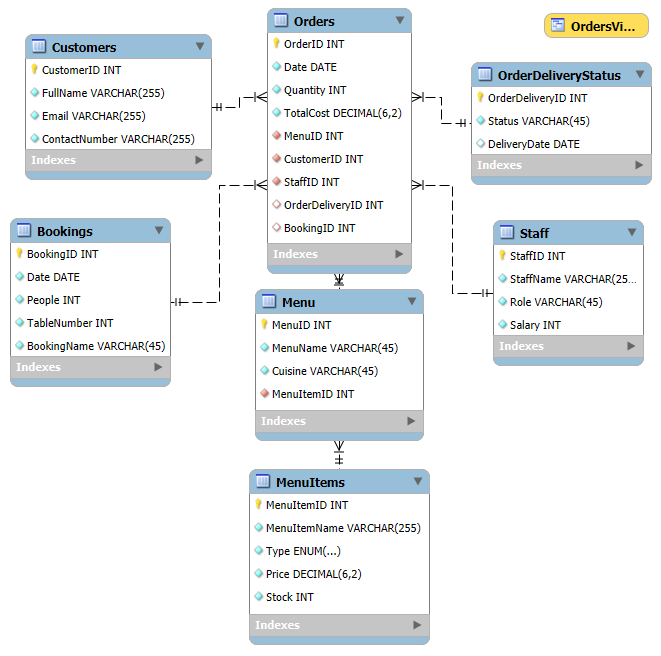 Customers
CustomerID INT
FullName VARCHAR(255)
Email VARCHAR(255)
ContactNumber VARCHAR(255)
Indexes
Orders
OrderID INT
Date DATE
Quantity INT
TotalCost DECIMAL(6,2)
MenuID INT
CustomerID INT
StaffID INT
OrderDeliveryID INT
BookingID INT
Indexes
OrdersVi...
OrderDeliveryStatus
OrderDeliveryID INT
Status VARCHAR(45)
DeliveryDate DATE
Indexes
Bookings
BookingID INT
Date DATE
People INT
TableNumber INT
BookingName VARCHAR(45)
Indexes
Staff
StaffID INT
StaffName VARCHAR(25...
Role VARCHAR(45)
Salary INT
Indexes
Menu
MenuID INT
MenuName VARCHAR(45)
Cuisine VARCHAR(45)
MenuItemID INT
Indexes
MenuItems
MenuItemID INT
MenuItemName VARCHAR(255)
Type ENUM(...)
Price DECIMAL(6,2)
Stock INT
Indexes